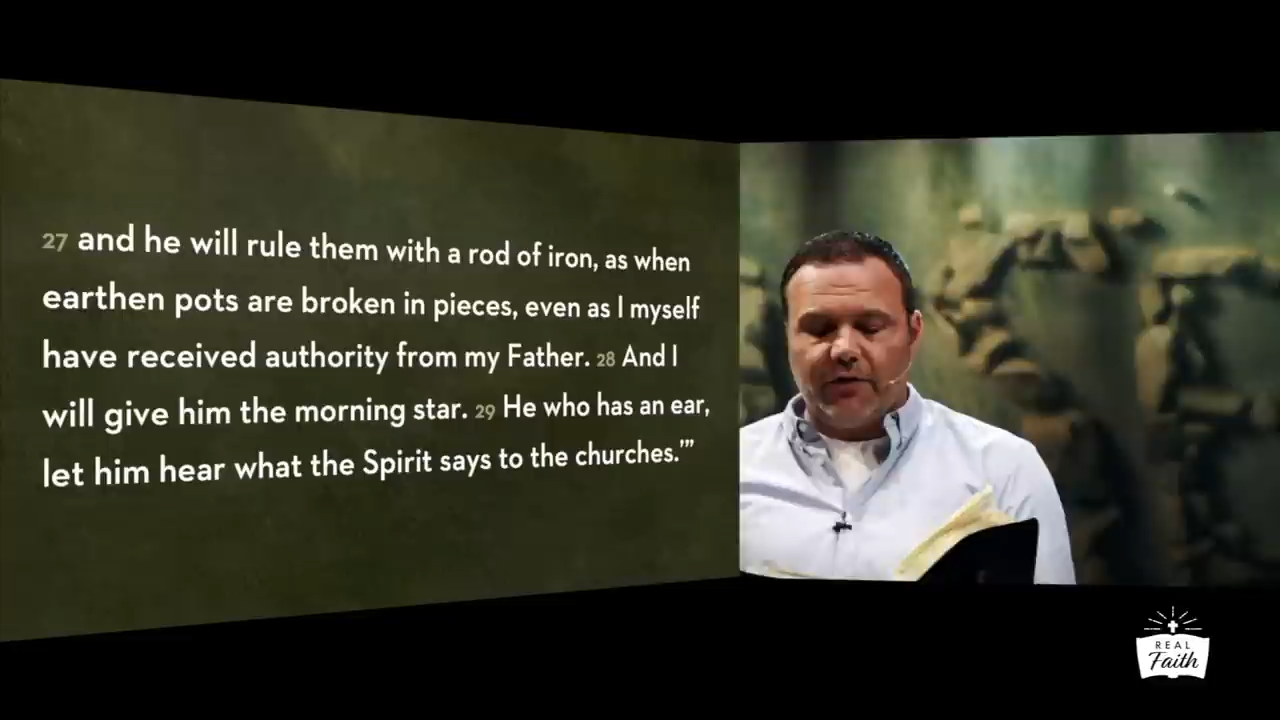 27 and he will rule them with a rod of iron, as when
earthen pots are broken in pieces, even as I myself
have received authority from my Father. 28 And I
will give him the morning star. 29 He who has an ear,
let him hear what the Spirit says to the churches.’”
REAL
Faith